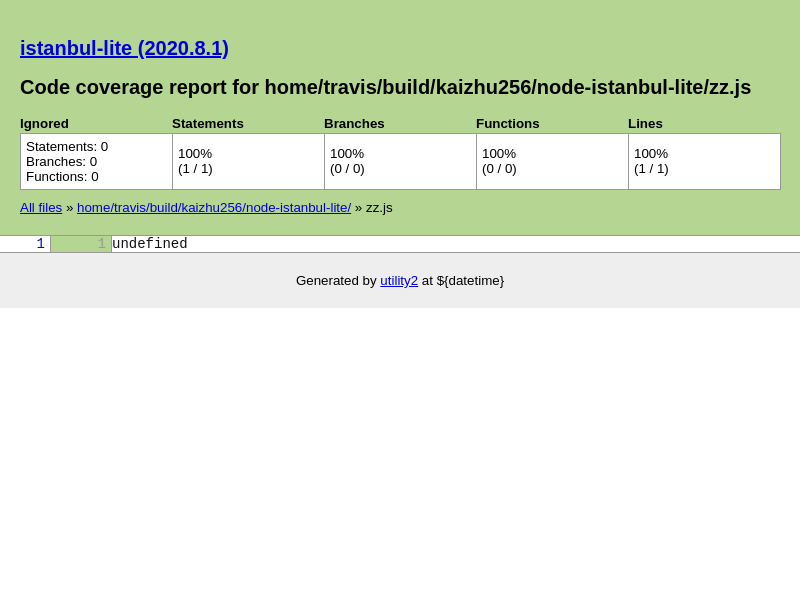 istanbul-lite (2020.8.1)
Code coverage report for home/travis/build/kaizhu256/node-istanbul-lite/zz.js
Ignored Statements Branches Functions Lines
Statements: 0
Branches: 0
Functions: 0
100% 100% 100% 100%
(1 / 1) (0 / 0) (0 / 0) (1 / 1)
All files » home/travis/build/kaizhu256/node-istanbul-lite/ » zz.js
1 1 undefined
Generated by utility2 at ${datetime}